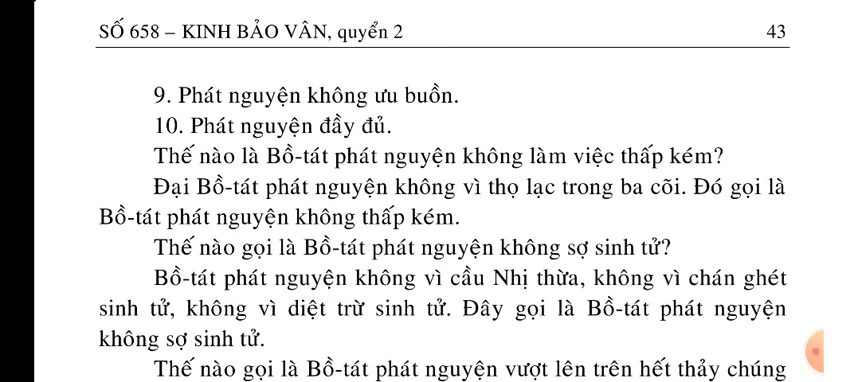 SỐ 658 – KINH BẢO VÂN, quyển 2 43
9. Phát nguyện không ưu buồn.
10. Phát nguyện đầy đủ.
Thế nào là Bồ-tát phát nguyện không làm việc thấp kém?
Đại Bồ-tát phát nguyện không vì thọ lạc trong ba cõi. Đó gọi là
Bồ-tát phát nguyện không thấp kém.
Thế nào gọi là Bồ-tát phát nguyện không sợ sinh tử?
Bồ-tát phát nguyện không vì cầu Nhị thừa, không vì chán ghét
sinh tử, không vì diệt trừ sinh tử. Đây gọi là Bồ-tát phát nguyện
không sợ sinh tử.
Thế nào gọi là Bồ-tát phát nguyện vượt lên trên hết thảy chúng